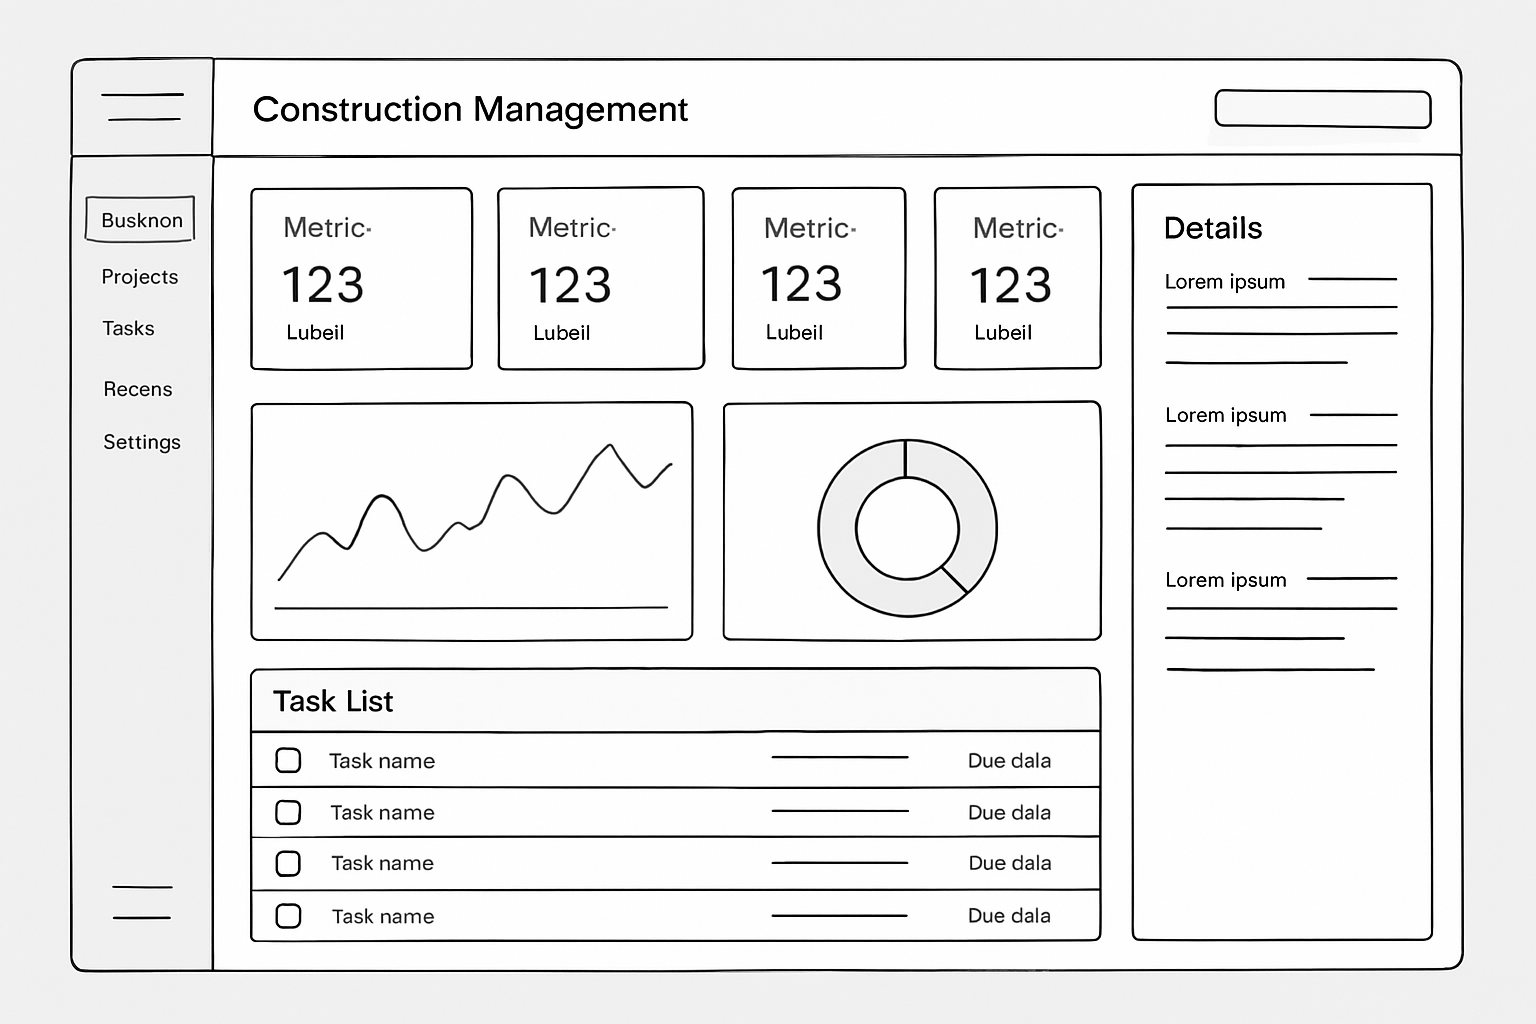 Construction Management
Busknon
Projects
Tasks
Recens
Settings
Metric-
123
Lubeil
Metric-
123
Lubeil
Metric-
123
Lubeil
Metric-
123
Lubeil
Details
Lorem ipsum
Lorem ipsum
Lorem ipsum
Task List
Task name Due dala
Task name Due dala
Task name Due dala
Task name Due dala